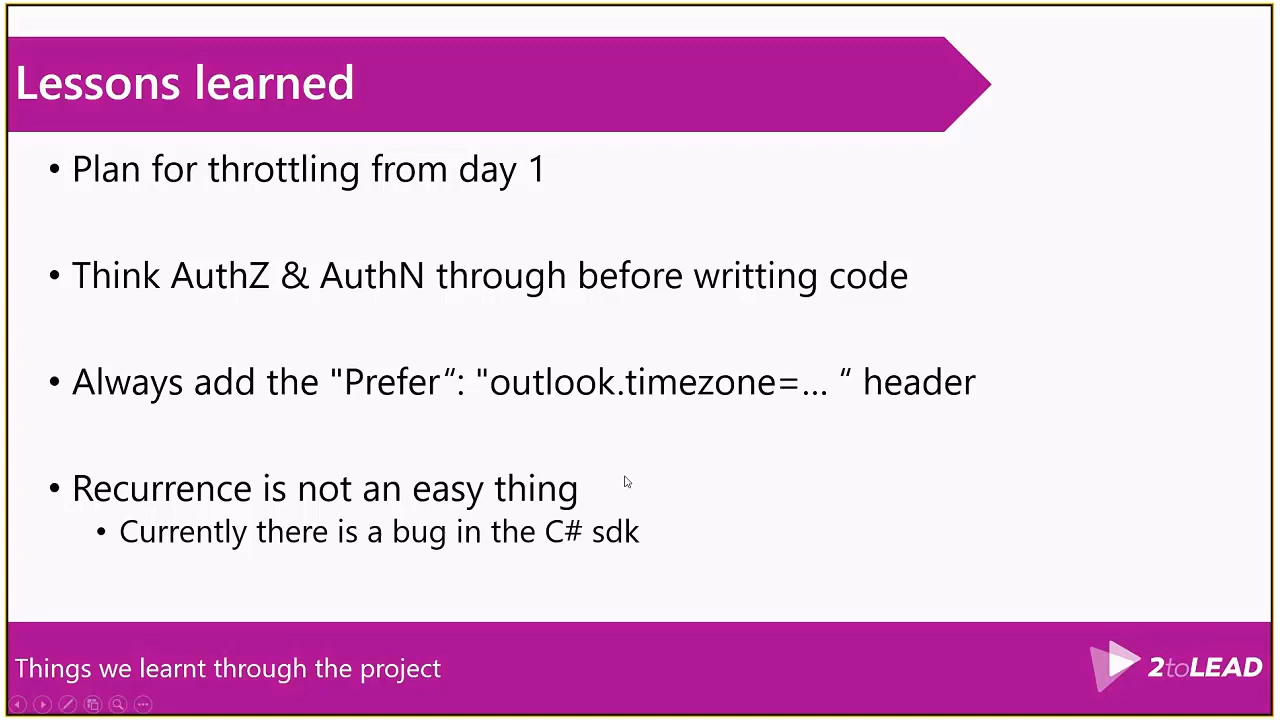 Lessons learned
• Plan for throttling from day 1
• Think AuthZ & AuthN through before writting code
• Always add the "Prefer“: "outlook.timezone=... “ header
• Recurrence is not an easy thing
• Currently there is a bug in the C# sdk
Things we learnt through the project
2toLEAD